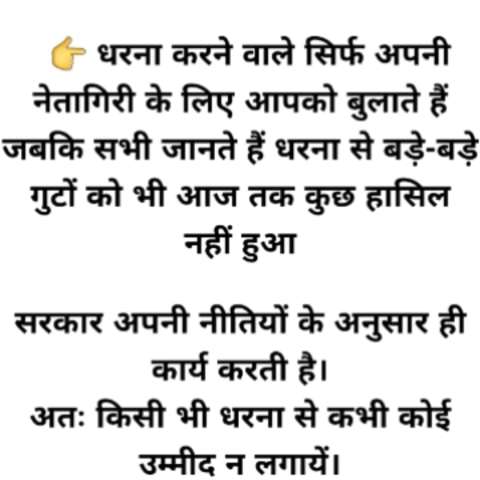 👉 धरना करने वाले सिर्फ अपनी
नेतागिरी के लिए आपको बुलाते हैं
जबकि सभी जानते हैं धरना से बड़े-बड़े
गुटों को भी आज तक कुछ हासिल
नहीं हुआ
सरकार अपनी नीतियों के अनुसार ही
कार्य करती है।
अतः किसी भी धरना से कभी कोई
उम्मीद न लगायें।